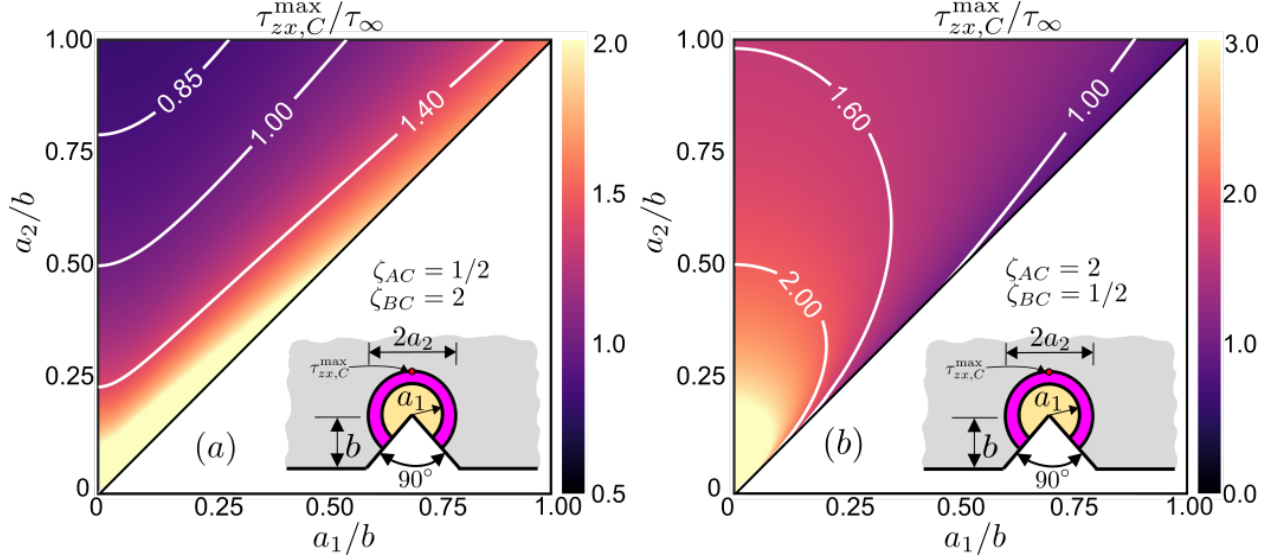 τ_{zx,C}^{max}/τ_∞
1.00
0.75
0.50
0.25
0
a_2/b
0.85
1.00
1.40
ζ_{AC} = 1/2
ζ_{BC} = 2
2a_2
τ_{zx,C}^{max}
a_1
b
90°
(a)
0
0.25
0.50
0.75
1.00
a_1/b
2.0
1.5
1.0
0.5
τ_{zx,C}^{max}/τ_∞
1.00
0.75
0.50
0.25
0
a_2/b
1.60
1.00
2.00
ζ_{AC} = 2
ζ_{BC} = 1/2
2a_2
τ_{zx,C}^{max}
a_1
b
90°
(b)
0
0.25
0.50
0.75
1.00
a_1/b
3.0
2.0
1.0
0.0